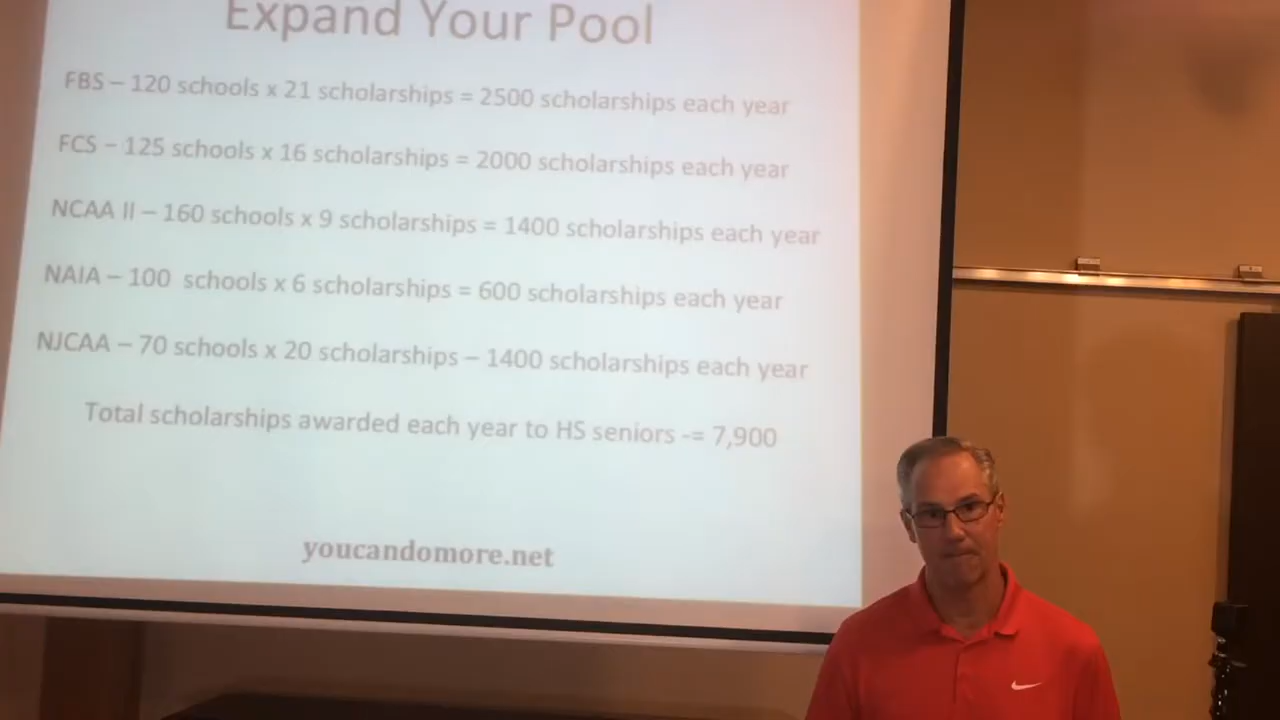 Expand Your Pool
FBS – 120 schools x 21 scholarships = 2500 scholarships each year
FCS – 125 schools x 16 scholarships = 2000 scholarships each year
NCAA II – 160 schools x 9 scholarships = 1400 scholarships each year
NAIA – 100 schools x 6 scholarships = 600 scholarships each year
NJCAA – 70 schools x 20 scholarships – 1400 scholarships each year
Total scholarships awarded each year to HS seniors -= 7,900
youcandomore.net